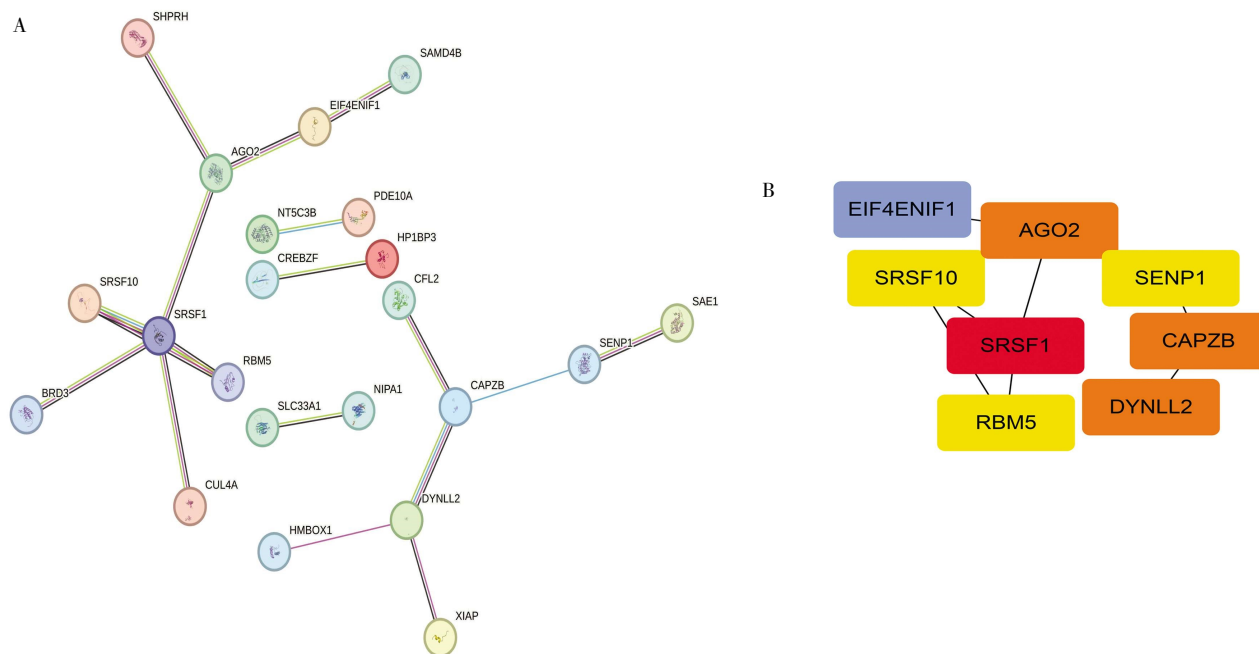 A
SHPRH
SAMD4B
EIF4ENIF1
AGO2
NT5C3B
PDE10A
CREBZF
HP1BP3
CFL2
SRSF10
SRSF1
SAE1
SENP1
RBM5
BRD3
CAPZB
NIPA1
SLC33A1
CUL4A
DYNLL2
HMBOX1
XIAP
B
EIF4ENIF1
AGO2
SRSF10
SENP1
SRSF1
CAPZB
DYNLL2
RBM5